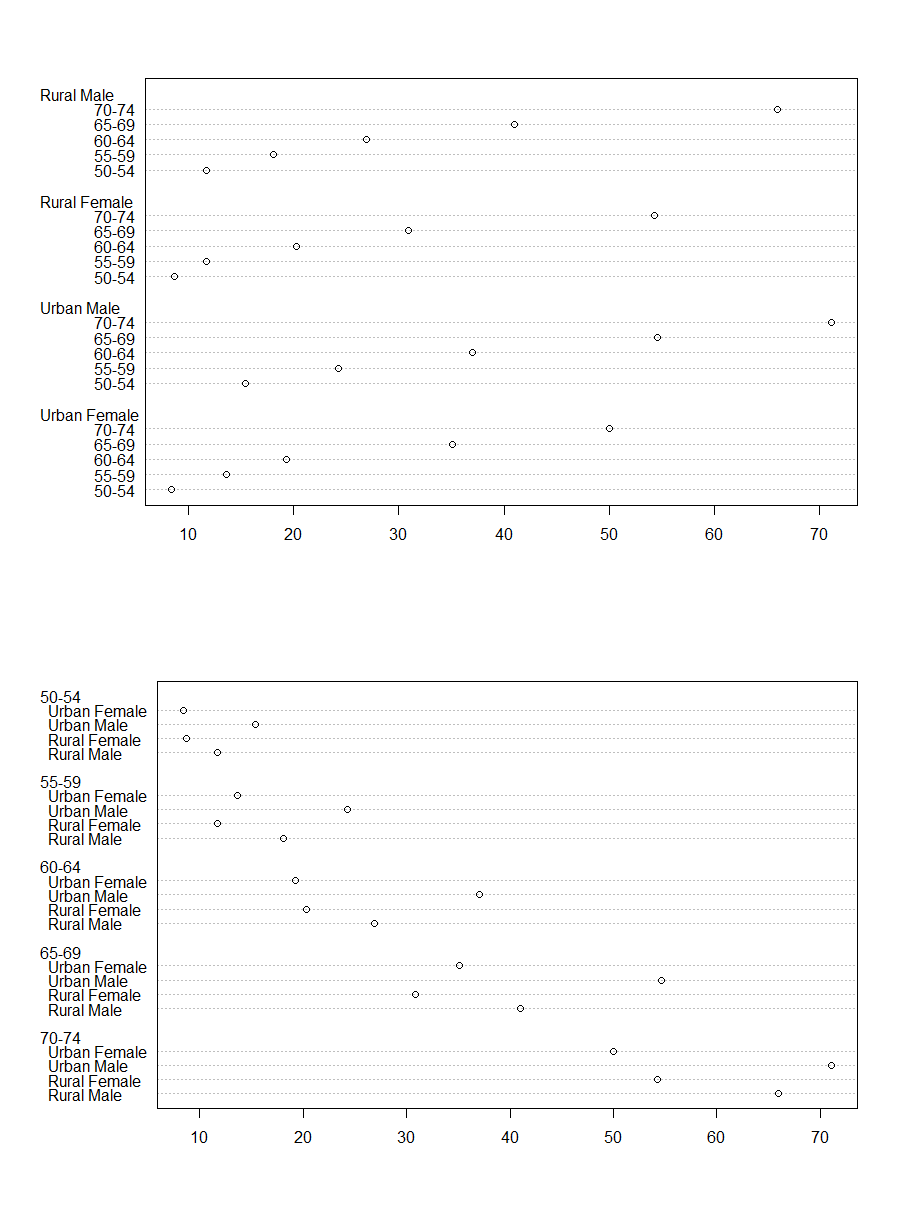 Rural Male
70-74
65-69
60-64
55-59
50-54
Rural Female
70-74
65-69
60-64
55-59
50-54
Urban Male
70-74
65-69
60-64
55-59
50-54
Urban Female
70-74
65-69
60-64
55-59
50-54
10 20 30 40 50 60 70
50-54
Urban Female
Urban Male
Rural Female
Rural Male
55-59
Urban Female
Urban Male
Rural Female
Rural Male
60-64
Urban Female
Urban Male
Rural Female
Rural Male
65-69
Urban Female
Urban Male
Rural Female
Rural Male
70-74
Urban Female
Urban Male
Rural Female
Rural Male
10 20 30 40 50 60 70